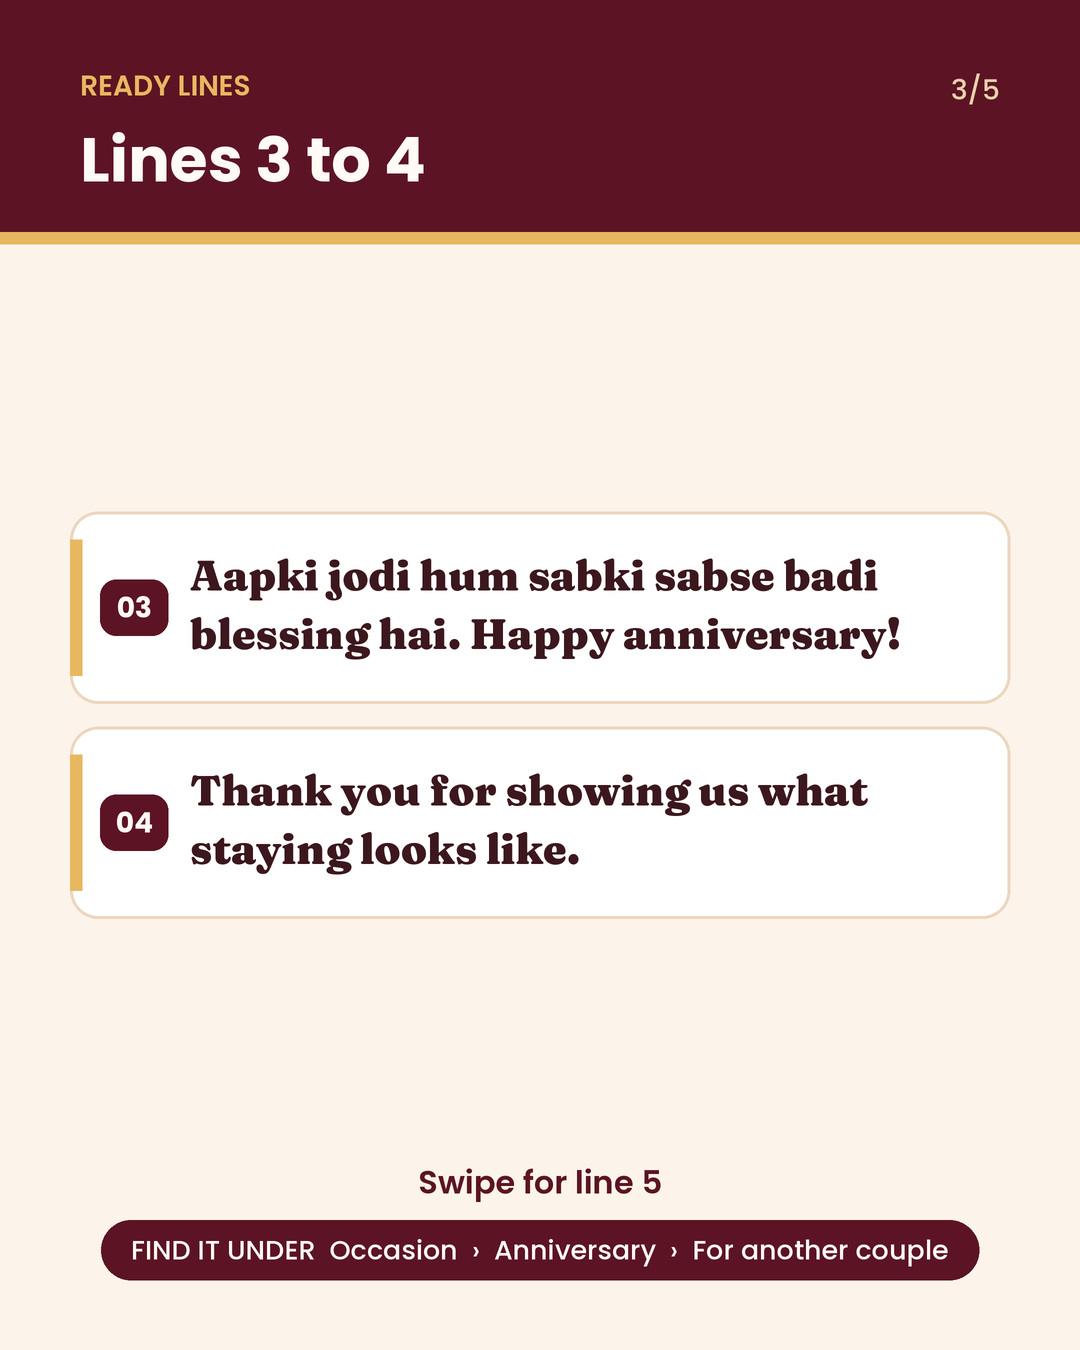 READY LINES
3/5
Lines 3 to 4
03
Aapki jodi hum sabki sabse badi
blessing hai. Happy anniversary!
04
Thank you for showing us what
staying looks like.
Swipe for line 5
FIND IT UNDER Occasion › Anniversary › For another couple